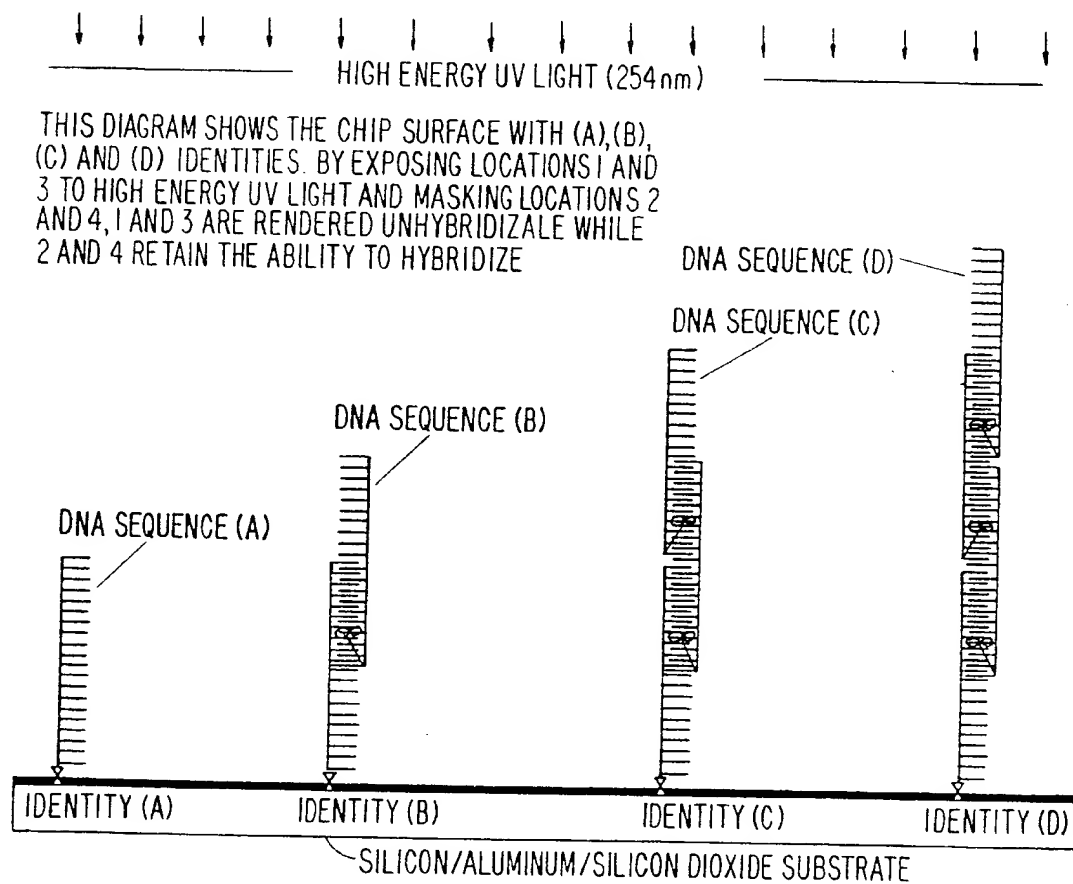 HIGH ENERGY UV LIGHT (254nm)
THIS DIAGRAM SHOWS THE CHIP SURFACE WITH (A),(B),
(C) AND (D) IDENTITIES. BY EXPOSING LOCATIONS 1 AND
3 TO HIGH ENERGY UV LIGHT AND MASKING LOCATIONS 2
AND 4, 1 AND 3 ARE RENDERED UNHYBRIDIZALE WHILE
2 AND 4 RETAIN THE ABILITY TO HYBRIDIZE
DNA SEQUENCE (D)
DNA SEQUENCE (C)
DNA SEQUENCE (B)
DNA SEQUENCE (A)
IDENTITY (A) IDENTITY (B) IDENTITY (C) IDENTITY (D)
SILICON/ALUMINUM/SILICON DIOXIDE SUBSTRATE